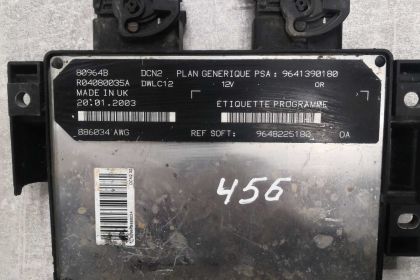 80964B DCN2 PLAN GENERIQUE PSA : 9641390180
R04080035A DWLC12 12V OR
MADE IN UK
20.01.2003 ETIQUETTE PROGRAMME
886034 AWG REF SOFT: 9648225180 0A
456